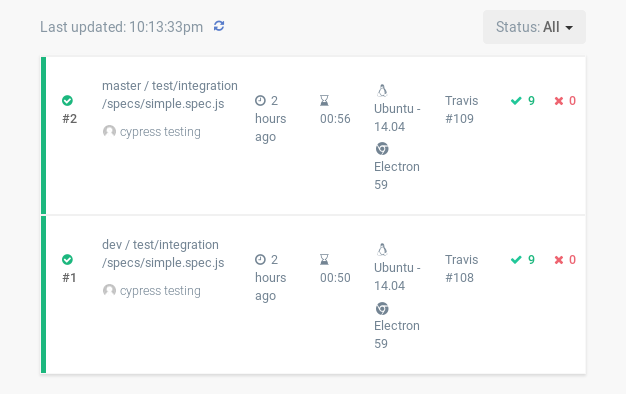 Last updated: 10:13:33pm
Status: All
#2
master / test/integration
/specs/simple.spec.js
cypress testing
2
hours
ago
00:56
Ubuntu -
14.04
Electron
59
Travis
#109
9
0
#1
dev / test/integration
/specs/simple.spec.js
cypress testing
2
hours
ago
00:50
Ubuntu -
14.04
Electron
59
Travis
#108
9
0